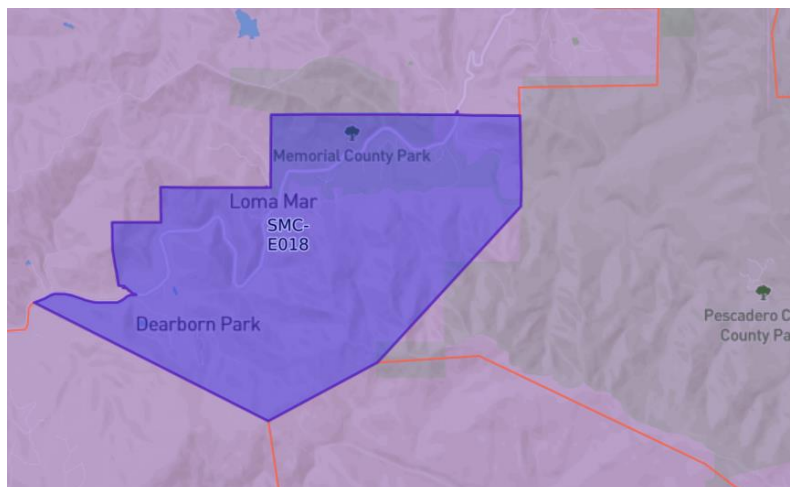 Memorial County Park
Loma Mar
SMC-
E018
Dearborn Park
Pescadero C
County Pa